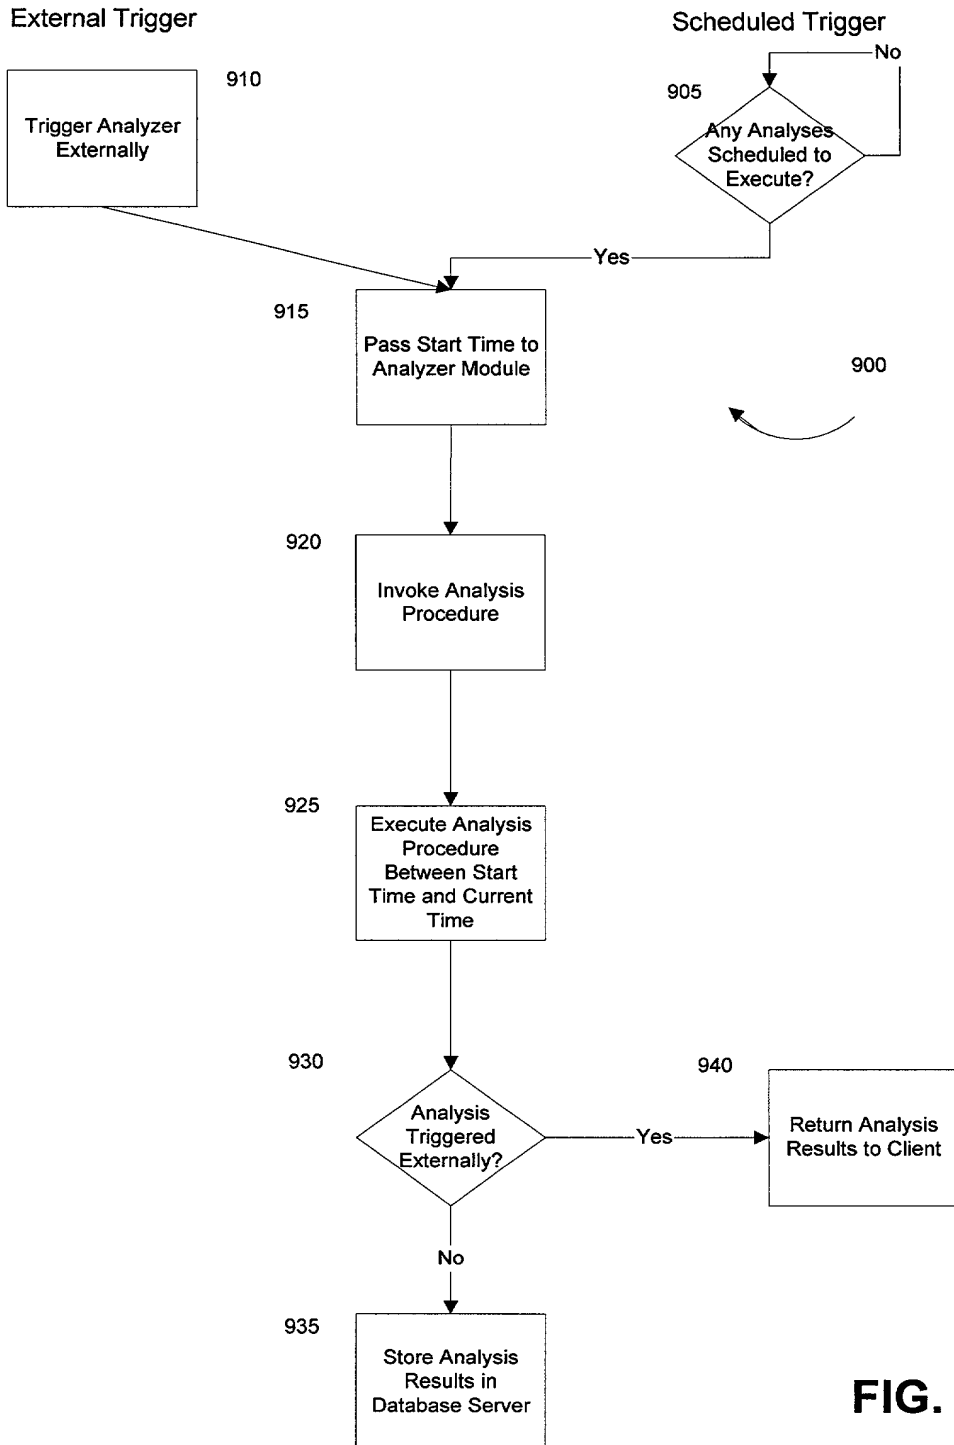 External Trigger
Scheduled Trigger
No
910
905
Trigger Analyzer
Externally
Any Analyses
Scheduled to
Execute?
Yes
915
Pass Start Time to
Analyzer Module
900
920
Invoke Analysis
Procedure
925
Execute Analysis
Procedure
Between Start
Time and Current
Time
930
940
Analysis
Triggered
Externally?
Yes
Return Analysis
Results to Client
No
935
Store Analysis
Results in
Database Server
FIG.